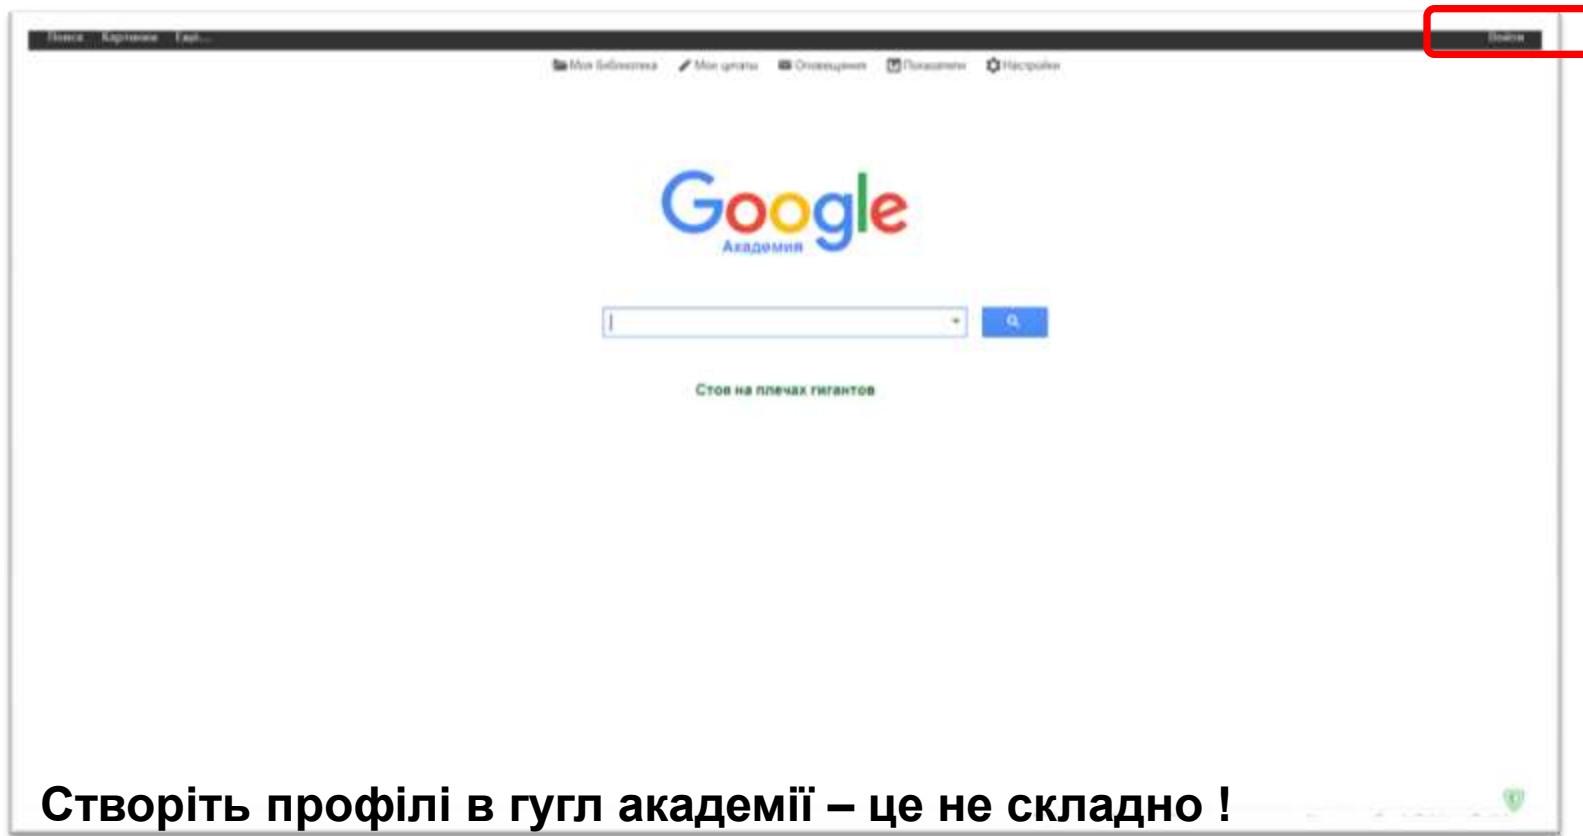 Поиск Картинки Ещё...
Войти
Моя библиотека Мои цитаты Оповещения Показатели Настройки
Google
Академия
Стоя на плечах гигантов
Створіть профілі в гугл академії – це не складно !